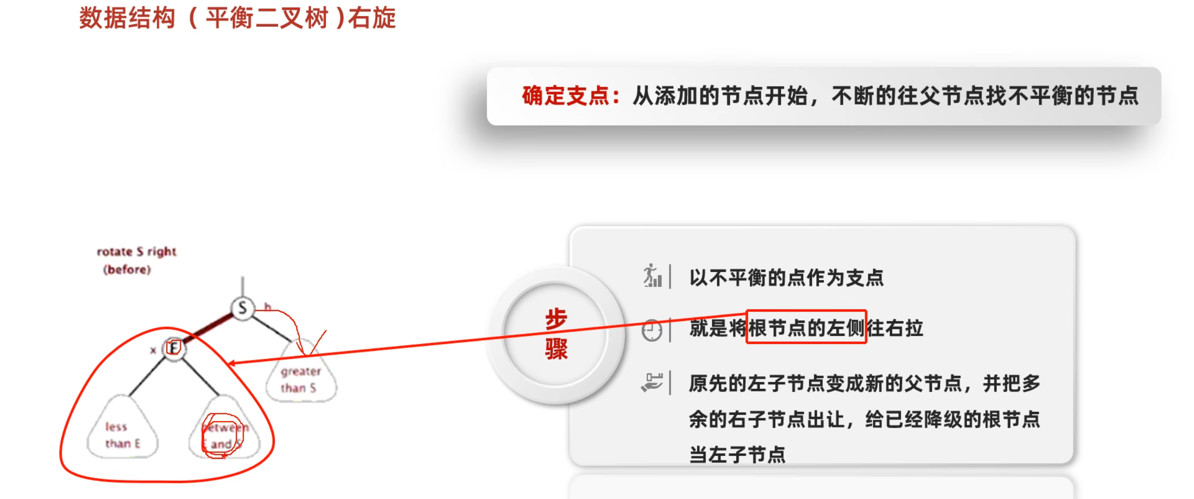 数据结构（平衡二叉树)右旋
确定支点：从添加的节点开始，不断的往父节点找不平衡的节点
rotate S right
(before)
S
h
x
E
greater
than S
less
than E
between
E and S
步
骤
以不平衡的点作为支点
就是将根节点的左侧往右拉
原先的左子节点变成新的父节点，并把多
余的右子节点出让，给已经降级的根节点
当左子节点